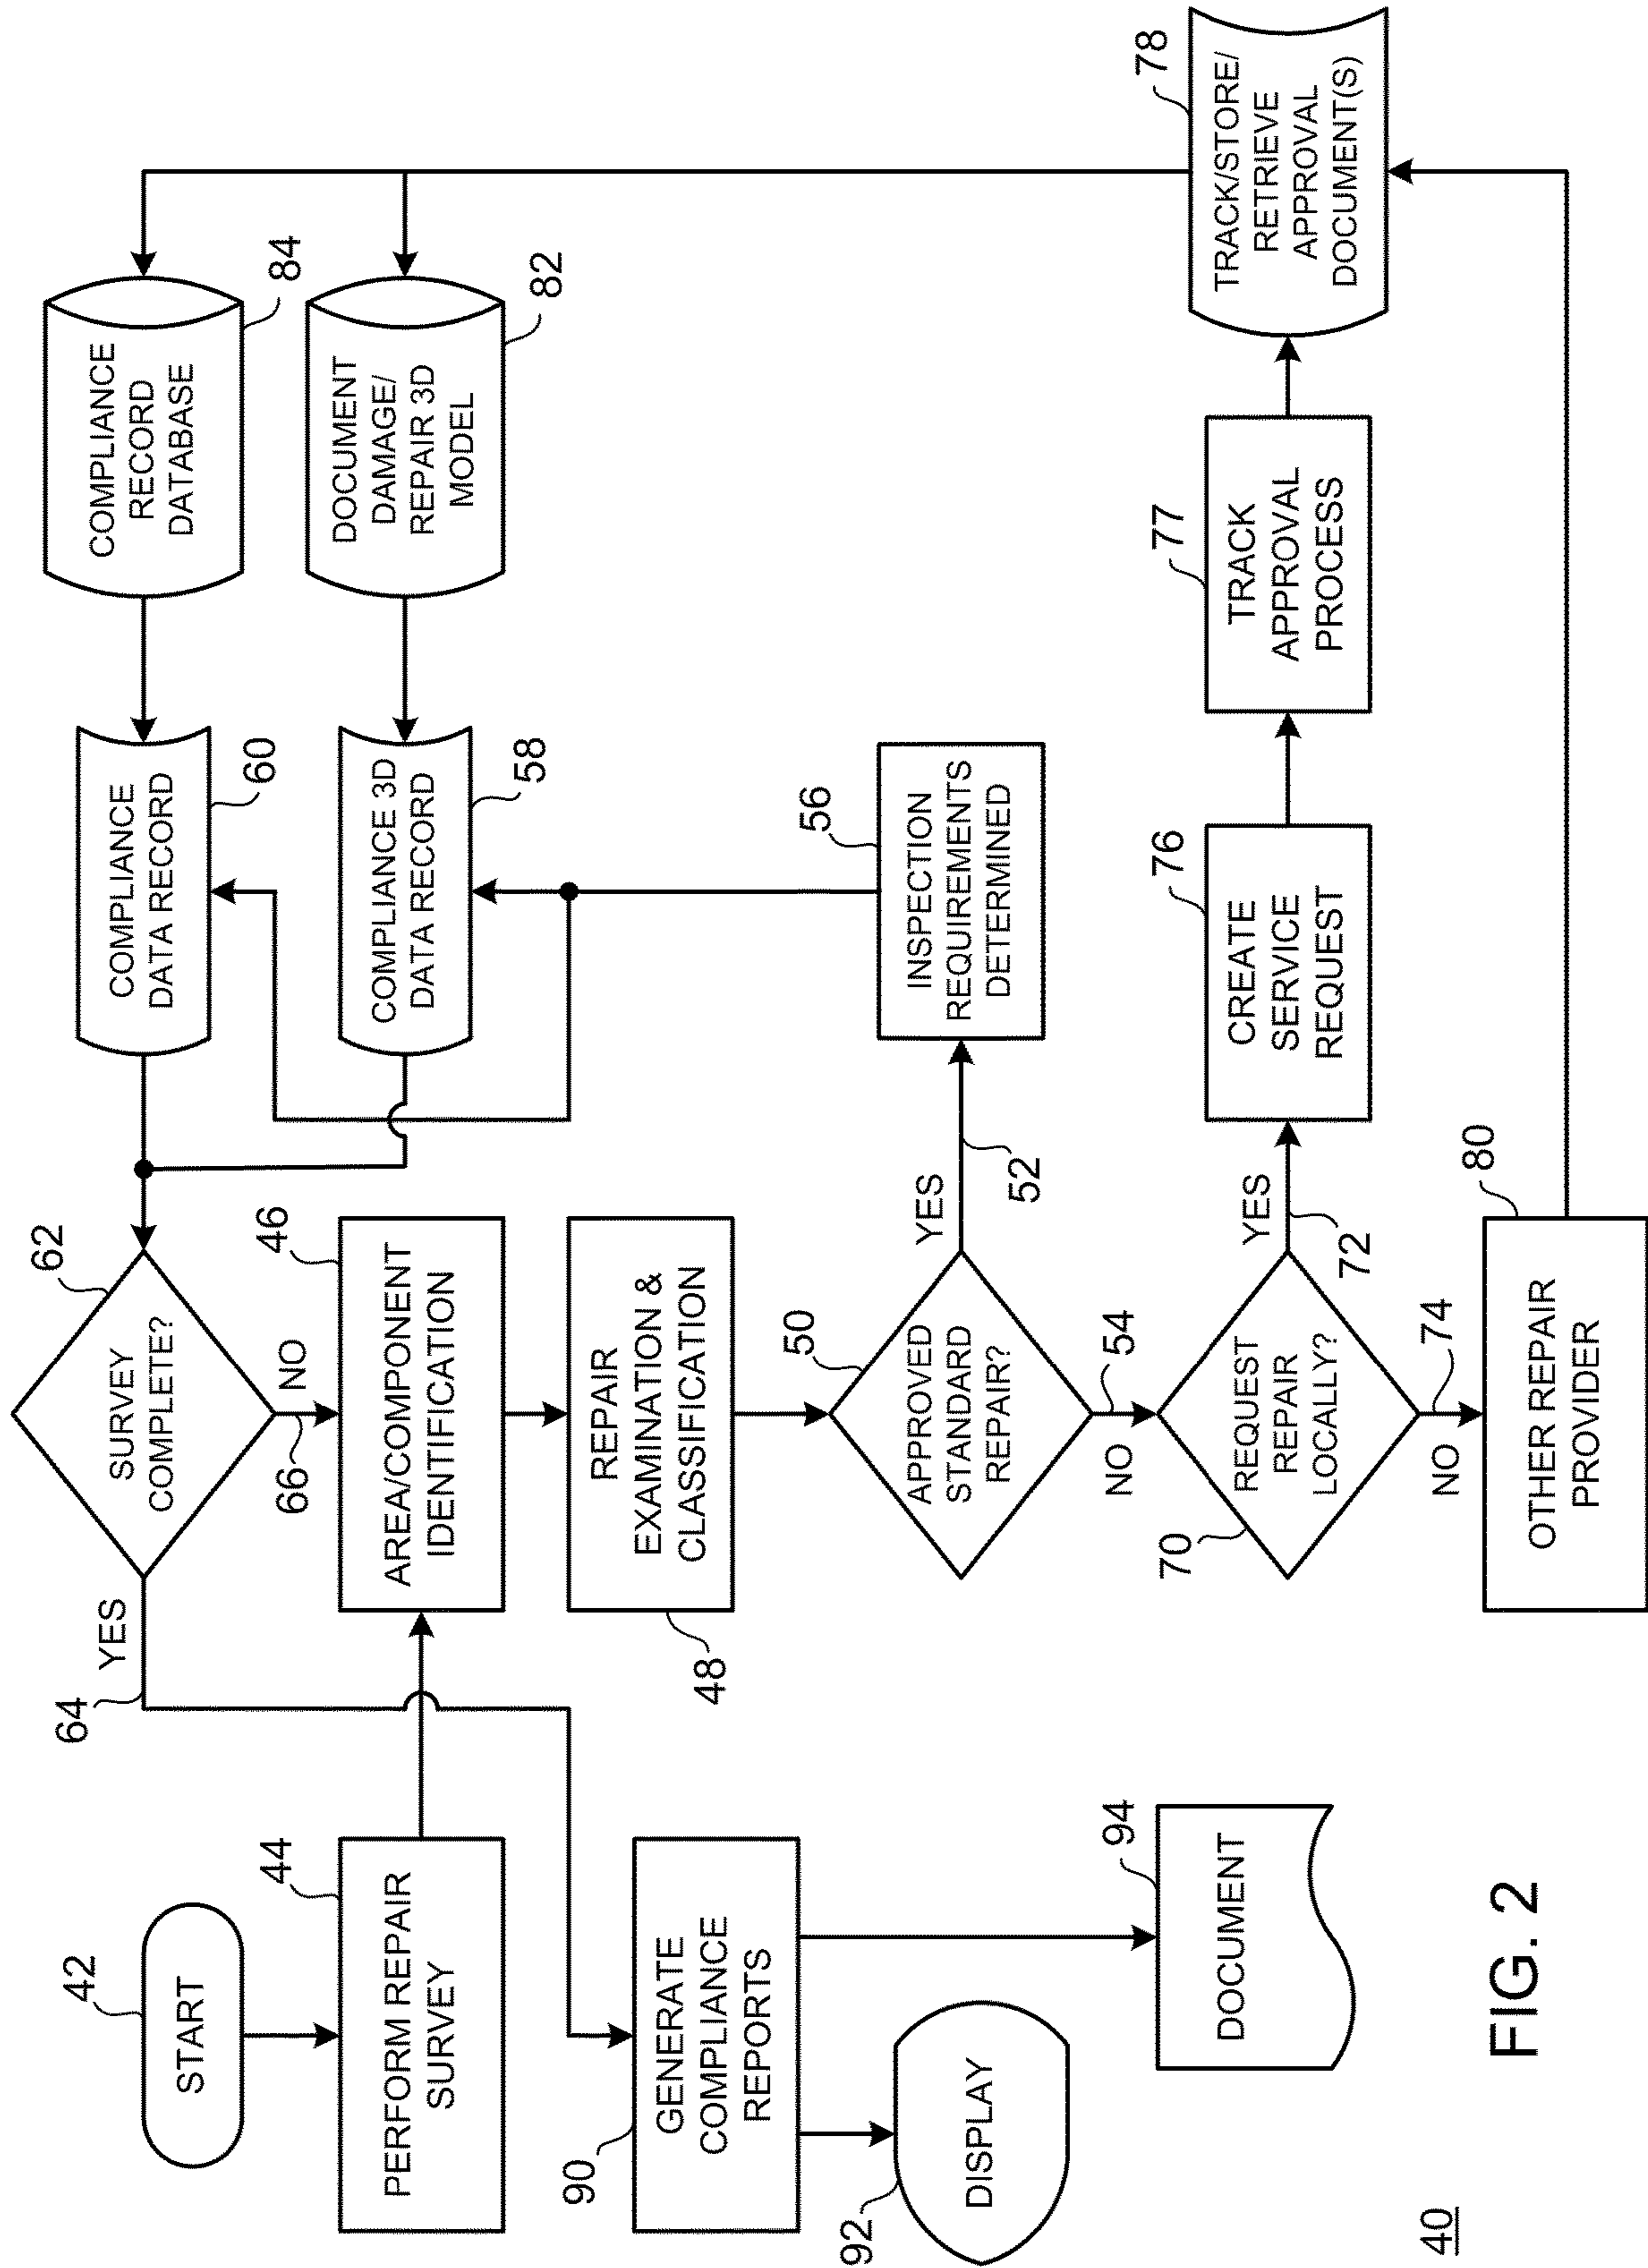 42
START
44
PERFORM REPAIR
SURVEY
62
SURVEY
COMPLETE?
YES
64
NO
66
46
AREA/COMPONENT
IDENTIFICATION
REPAIR
EXAMINATION &
CLASSIFICATION
48
50
APPROVED
STANDARD
REPAIR?
YES
52
NO
54
56
INSPECTION
REQUIREMENTS
DETERMINED
COMPLIANCE 3D
DATA RECORD
58
COMPLIANCE
DATA RECORD
60
COMPLIANCE
RECORD
DATABASE
84
DOCUMENT
DAMAGE/
REPAIR 3D
MODEL
82
70
REQUEST
REPAIR
LOCALLY?
YES
72
NO
74
76
CREATE
SERVICE
REQUEST
77
TRACK
APPROVAL
PROCESS
78
TRACK/STORE/
RETRIEVE
APPROVAL
DOCUMENT(S)
80
OTHER REPAIR
PROVIDER
90
GENERATE
COMPLIANCE
REPORTS
92
DISPLAY
94
DOCUMENT
40
FIG. 2